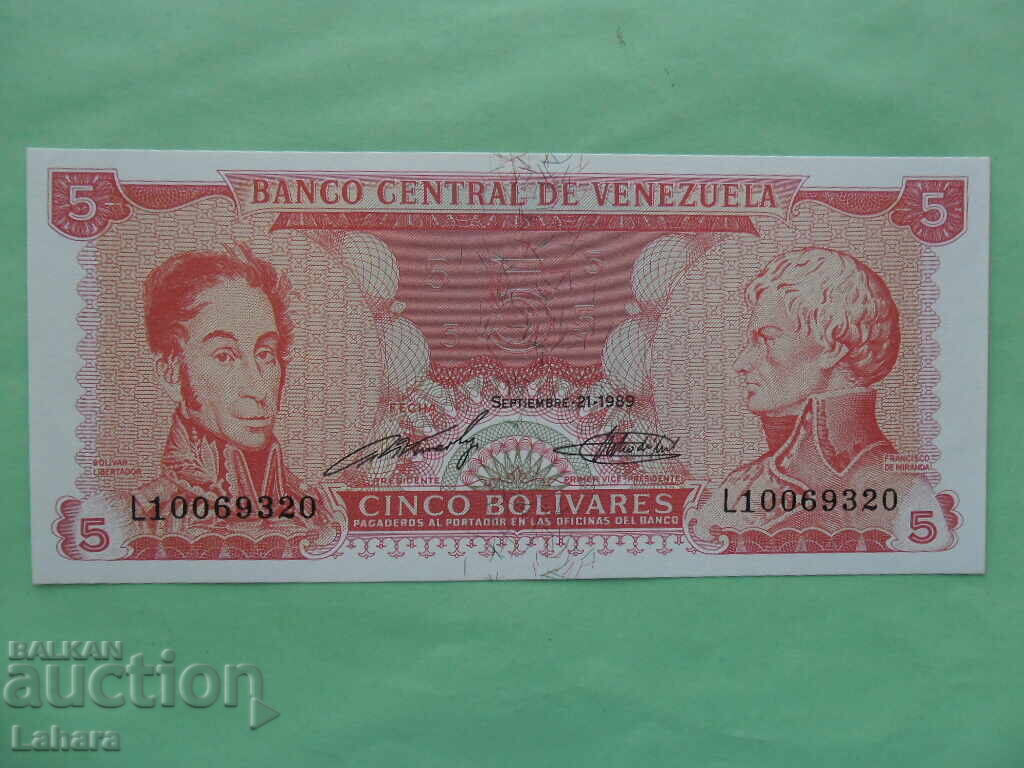 5 BANCO CENTRAL DE VENEZUELA 5
5 5
5
5 5
FECHA SEPTIEMBRE-21-1989
BOLIVAR
LIBERTADOR
FRANCISCO
DE MIRANDA
PRESIDENTE PRIMER VICE-PRESIDENTE
L10069320 L10069320
CINCO BOLÍVARES
PAGADEROS AL PORTADOR EN LAS OFICINAS DEL BANCO
5 5
BALKAN
auction
Lahara